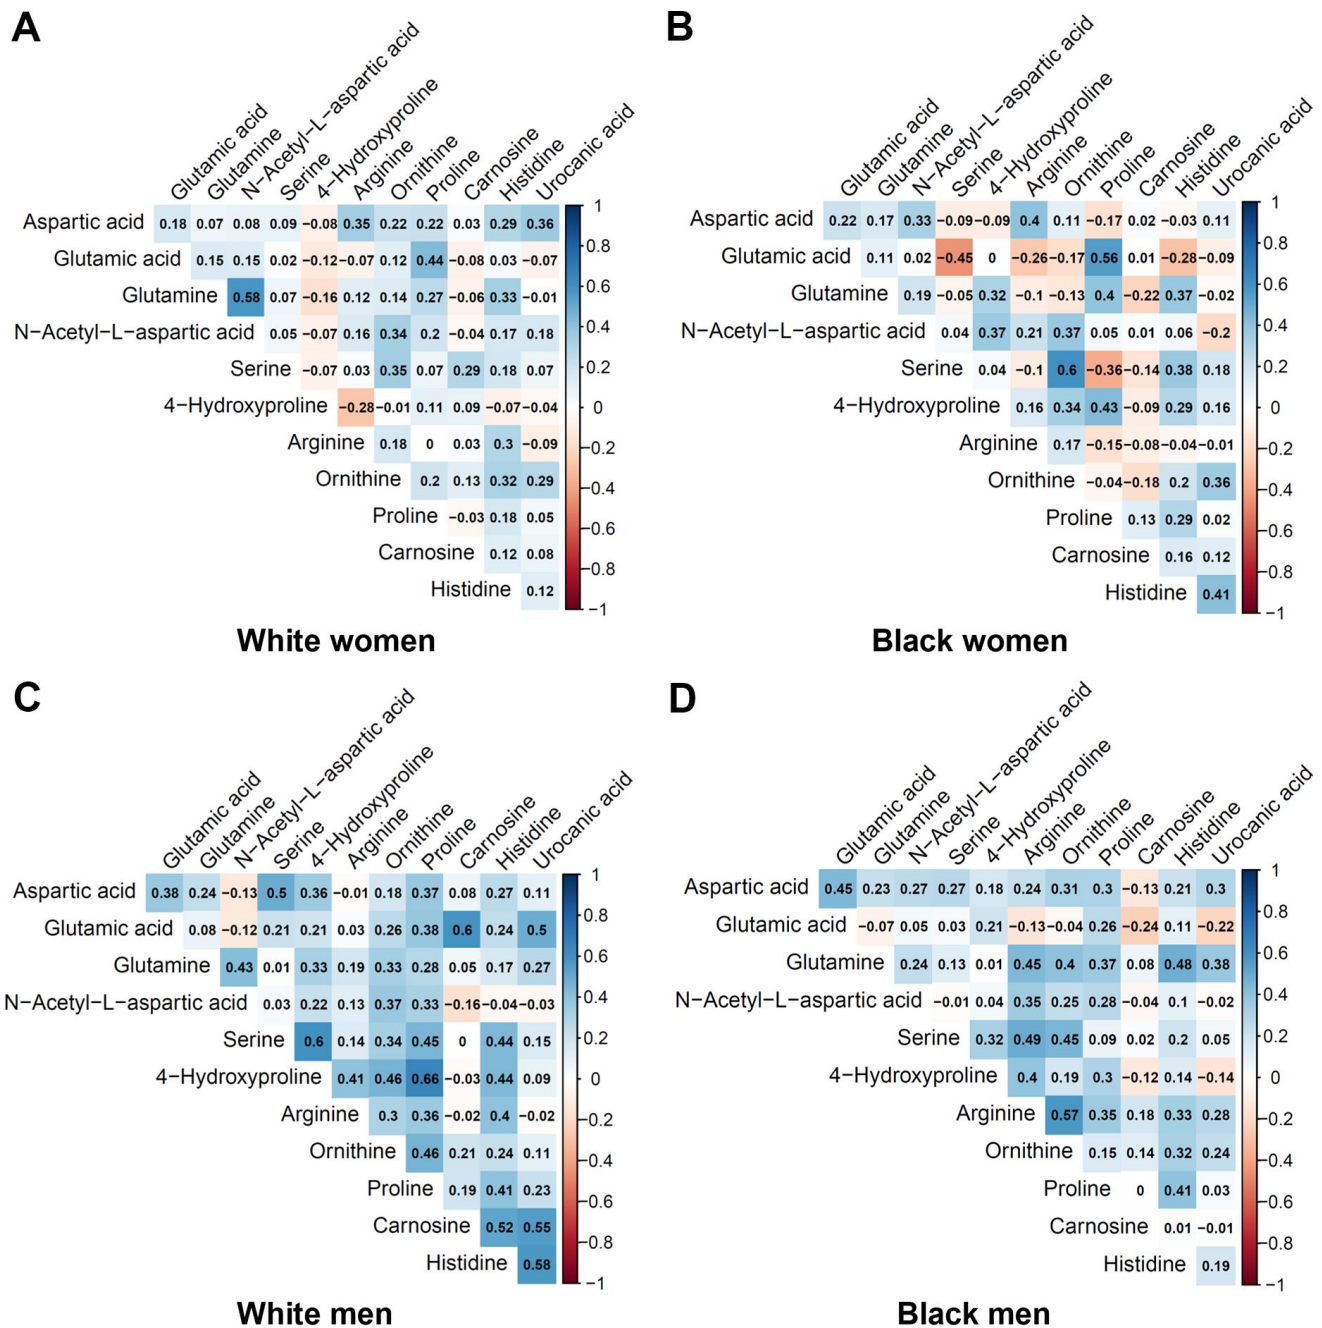 A
Glutamic acid
Glutamine
N−Acetyl−L−aspartic acid
Serine
4−Hydroxyproline
Arginine
Ornithine
Proline
Carnosine
Histidine
Urocanic acid
Aspartic acid 0.18 0.07 0.08 0.09 −0.08 0.35 0.22 0.22 0.03 0.29 0.36
Glutamic acid 0.15 0.15 0.02 −0.12 −0.07 0.12 0.44 −0.08 0.03 −0.07
Glutamine 0.58 0.07 −0.16 0.12 0.14 0.27 −0.06 0.33 −0.01
N−Acetyl−L−aspartic acid 0.05 −0.07 0.16 0.34 0.2 −0.04 0.17 0.18
Serine −0.07 0.03 0.35 0.07 0.29 0.18 0.07
4−Hydroxyproline −0.28 −0.01 0.11 0.09 −0.07 −0.04
Arginine 0.18 0 0.03 0.3 −0.09
Ornithine 0.2 0.13 0.32 0.29
Proline −0.03 0.18 0.05
Carnosine 0.12 0.08
Histidine 0.12
1
0.8
0.6
0.4
0.2
0
−0.2
−0.4
−0.6
−0.8
−1
White women
B
Glutamic acid
Glutamine
N−Acetyl−L−aspartic acid
Serine
4−Hydroxyproline
Arginine
Ornithine
Proline
Carnosine
Histidine
Urocanic acid
Aspartic acid 0.22 0.17 0.33 −0.09 −0.09 0.4 0.11 −0.17 0.02 −0.03 0.11
Glutamic acid 0.11 0.02 −0.45 0 −0.26 −0.17 0.56 0.01 −0.28 −0.09
Glutamine 0.19 −0.05 0.32 −0.1 −0.13 0.4 −0.22 0.37 −0.02
N−Acetyl−L−aspartic acid 0.04 0.37 0.21 0.37 0.05 0.01 0.06 −0.2
Serine 0.04 −0.1 0.6 −0.36 −0.14 0.38 0.18
4−Hydroxyproline 0.16 0.34 0.43 −0.09 0.29 0.16
Arginine 0.17 −0.15 −0.08 −0.04 −0.01
Ornithine −0.04 −0.18 0.2 0.36
Proline 0.13 0.29 0.02
Carnosine 0.16 0.12
Histidine 0.41
1
0.8
0.6
0.4
0.2
0
−0.2
−0.4
−0.6
−0.8
−1
Black women
C
Glutamic acid
Glutamine
N−Acetyl−L−aspartic acid
Serine
4−Hydroxyproline
Arginine
Ornithine
Proline
Carnosine
Histidine
Urocanic acid
Aspartic acid 0.38 0.24 −0.13 0.5 0.36 −0.01 0.18 0.37 0.08 0.27 0.11
Glutamic acid 0.08 −0.12 0.21 0.21 0.03 0.26 0.38 0.6 0.24 0.5
Glutamine 0.43 0.01 0.33 0.19 0.33 0.28 0.05 0.17 0.27
N−Acetyl−L−aspartic acid 0.03 0.22 0.13 0.37 0.33 −0.16 −0.04 −0.03
Serine 0.6 0.14 0.34 0.45 0 0.44 0.15
4−Hydroxyproline 0.41 0.46 0.66 −0.03 0.44 0.09
Arginine 0.3 0.36 −0.02 0.4 −0.02
Ornithine 0.46 0.21 0.24 0.11
Proline 0.19 0.41 0.23
Carnosine 0.52 0.55
Histidine 0.58
1
0.8
0.6
0.4
0.2
0
−0.2
−0.4
−0.6
−0.8
−1
White men
D
Glutamic acid
Glutamine
N−Acetyl−L−aspartic acid
Serine
4−Hydroxyproline
Arginine
Ornithine
Proline
Carnosine
Histidine
Urocanic acid
Aspartic acid 0.45 0.23 0.27 0.27 0.18 0.24 0.31 0.3 −0.13 0.21 0.3
Glutamic acid −0.07 0.05 0.03 0.21 −0.13 −0.04 0.26 −0.24 0.11 −0.22
Glutamine 0.24 0.13 0.01 0.45 0.4 0.37 0.08 0.48 0.38
N−Acetyl−L−aspartic acid −0.01 0.04 0.35 0.25 0.28 −0.04 0.1 −0.02
Serine 0.32 0.49 0.45 0.09 0.02 0.2 0.05
4−Hydroxyproline 0.4 0.19 0.3 −0.12 0.14 −0.14
Arginine 0.57 0.35 0.18 0.33 0.28
Ornithine 0.15 0.14 0.32 0.24
Proline 0 0.41 0.03
Carnosine 0.01 −0.01
Histidine 0.19
1
0.8
0.6
0.4
0.2
0
−0.2
−0.4
−0.6
−0.8
−1
Black men